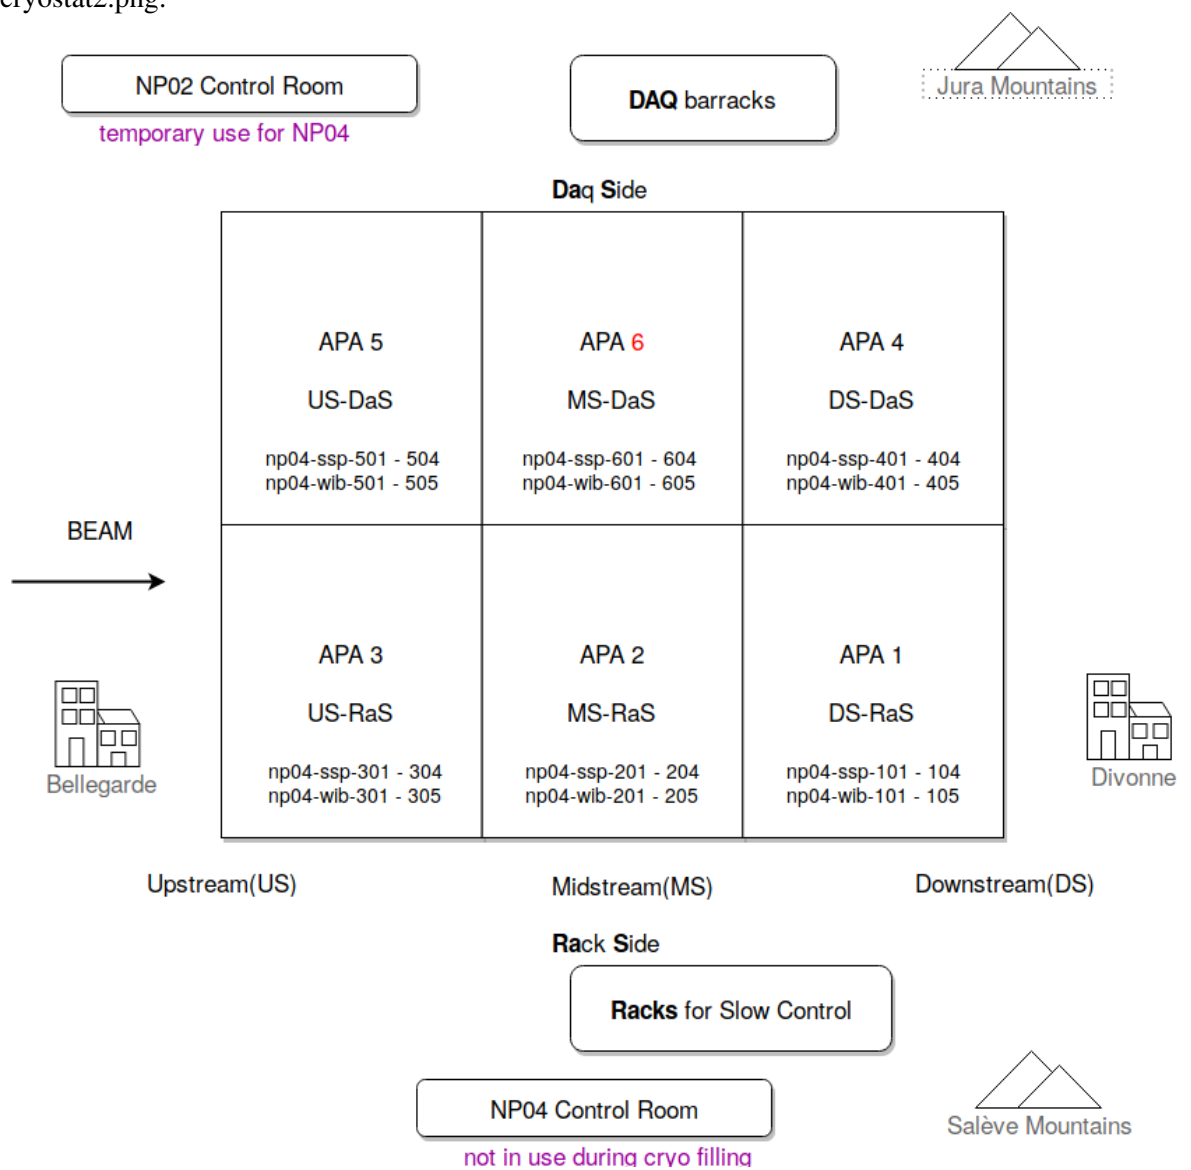 cryostat2.png.
NP02 Control Room
temporary use for NP04
DAQ barracks
Jura Mountains
Daq Side
APA 5
US-DaS
np04-ssp-501 - 504
np04-wib-501 - 505
APA 6
MS-DaS
np04-ssp-601 - 604
np04-wib-601 - 605
APA 4
DS-DaS
np04-ssp-401 - 404
np04-wib-401 - 405
BEAM
APA 3
US-RaS
np04-ssp-301 - 304
np04-wib-301 - 305
APA 2
MS-RaS
np04-ssp-201 - 204
np04-wib-201 - 205
APA 1
DS-RaS
np04-ssp-101 - 104
np04-wib-101 - 105
Bellegarde
Divonne
Upstream(US)
Midstream(MS)
Downstream(DS)
Rack Side
Racks for Slow Control
NP04 Control Room
not in use during cryo filling
Salève Mountains